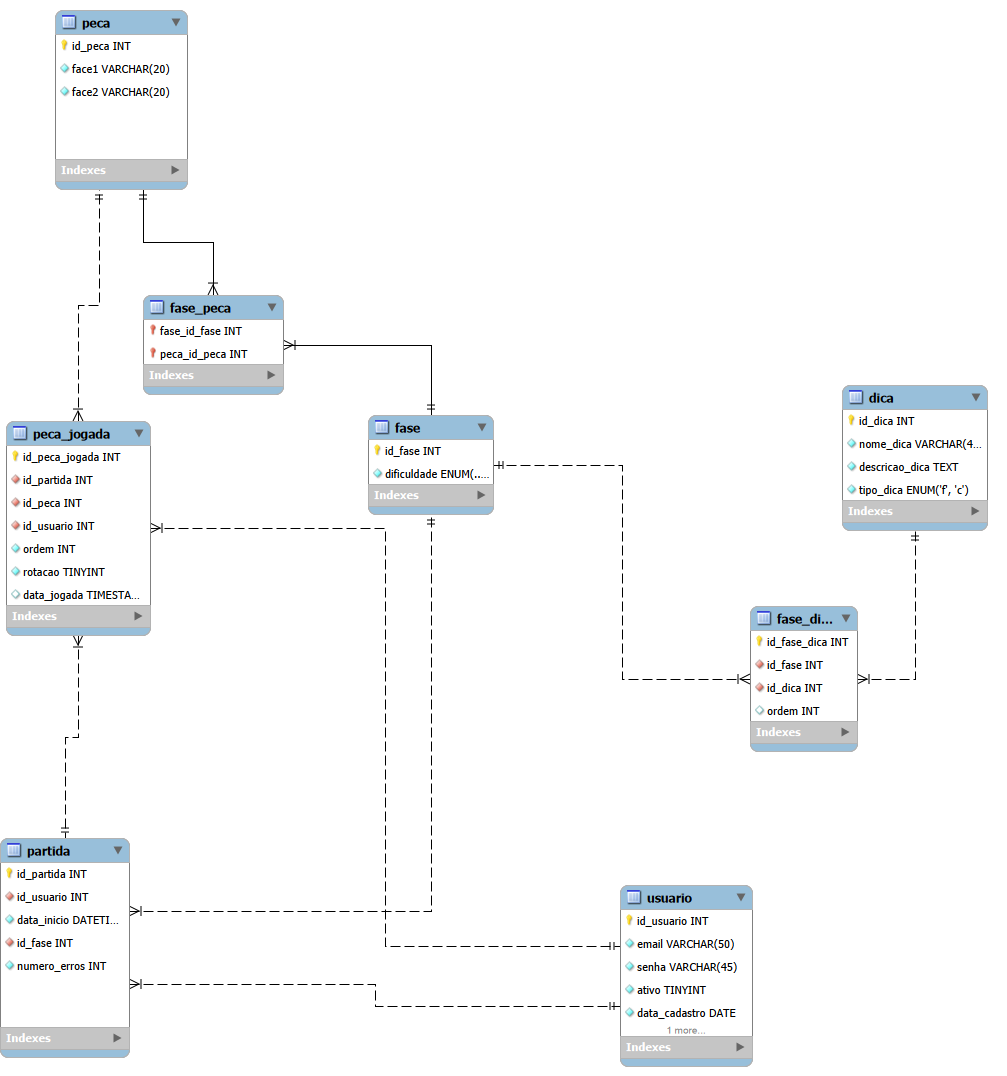 peca
id_peca INT
face1 VARCHAR(20)
face2 VARCHAR(20)
Indexes
fase_peca
fase_id_fase INT
peca_id_peca INT
Indexes
peca_jogada
id_peca_jogada INT
id_partida INT
id_peca INT
id_usuario INT
ordem INT
rotacao TINYINT
data_jogada TIMESTA...
Indexes
fase
id_fase INT
dificuldade ENUM(...
Indexes
dica
id_dica INT
nome_dica VARCHAR(4...
descricao_dica TEXT
tipo_dica ENUM('f', 'c')
Indexes
fase_di...
id_fase_dica INT
id_fase INT
id_dica INT
ordem INT
Indexes
partida
id_partida INT
id_usuario INT
data_inicio DATETI...
id_fase INT
numero_erros INT
Indexes
usuario
id_usuario INT
email VARCHAR(50)
senha VARCHAR(45)
ativo TINYINT
data_cadastro DATE
1 more...
Indexes